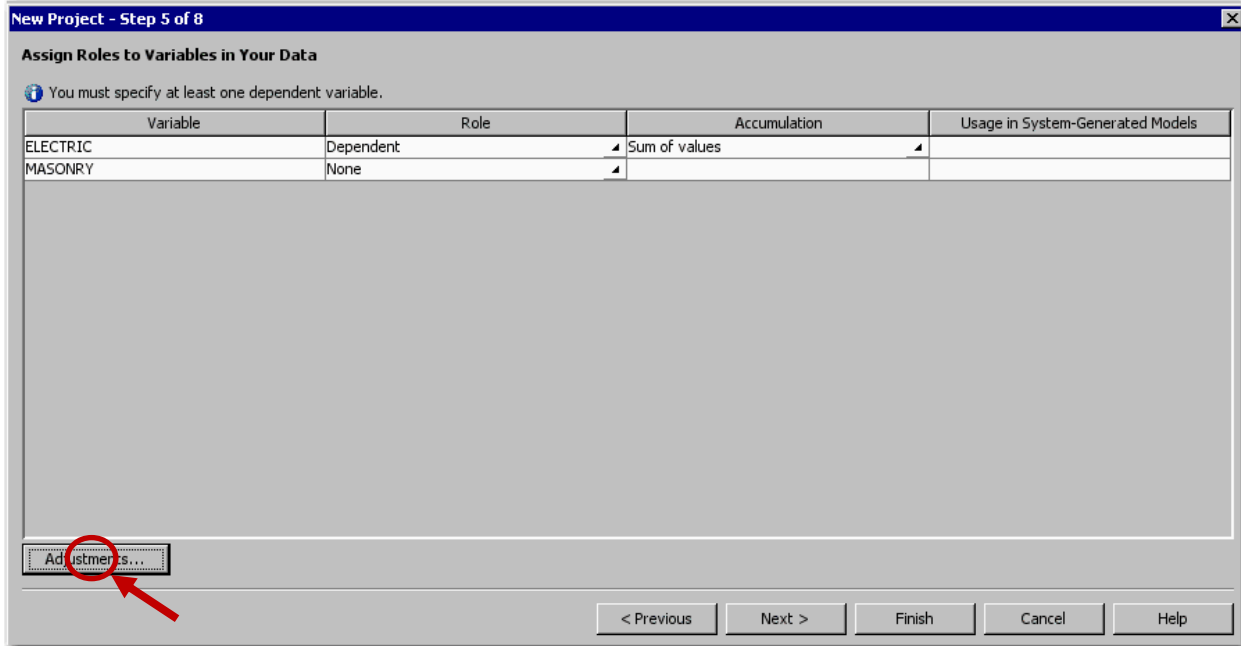 New Project - Step 5 of 8
Assign Roles to Variables in Your Data
You must specify at least one dependent variable.
Variable Role Accumulation Usage in System-Generated Models
ELECTRIC Dependent Sum of values
MASONRY None
Adjustments...
< Previous Next > Finish Cancel Help